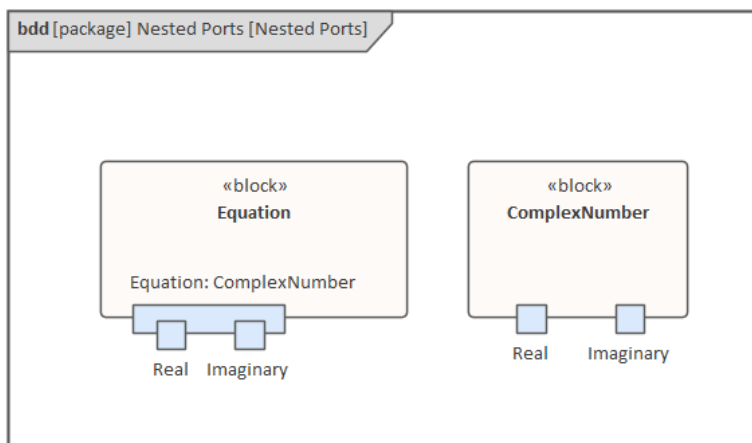 bdd [package] Nested Ports [Nested Ports]
«block»
Equation
Equation: ComplexNumber
Real
Imaginary
«block»
ComplexNumber
Real
Imaginary